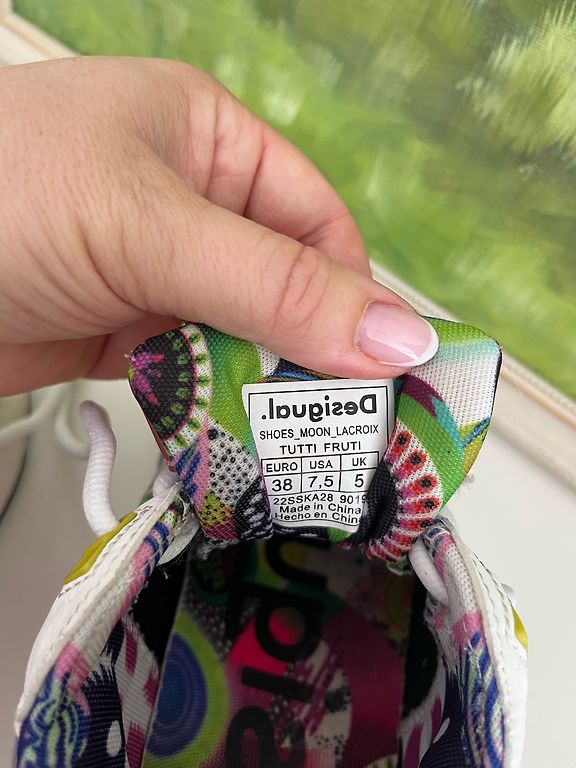 Desigual.
SHOES_MOON_LACROIX
TUTTI FRUTI
EURO USA UK
38 7,5 5
22SSKA28 9019
Made in China
Hecho en China